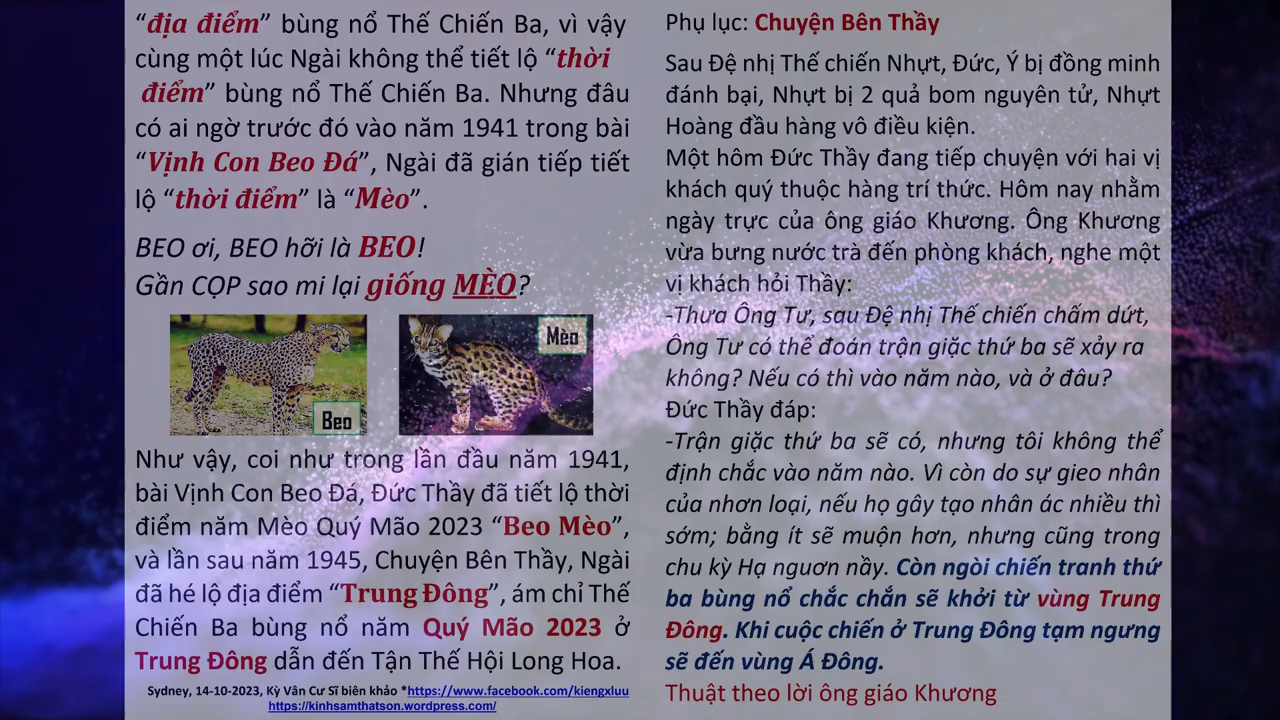 “địa điểm” bùng nổ Thế Chiến Ba, vì vậy
cùng một lúc Ngài không thể tiết lộ “thời
điểm” bùng nổ Thế Chiến Ba. Nhưng đâu
có ai ngờ trước đó vào năm 1941 trong bài
“Vịnh Con Beo Đá”, Ngài đã gián tiếp tiết
lộ “thời điểm” là “Mèo”.
BEO ơi, BEO hỡi là BEO!
Gần CỌP sao mi lại giống MÈO?
Beo
Mèo
Như vậy, coi như trong lần đầu năm 1941,
bài Vịnh Con Beo Đá, Đức Thầy đã tiết lộ thời
điểm năm Mèo Quý Mão 2023 “Beo Mèo”,
và lần sau năm 1945, Chuyện Bên Thầy, Ngài
đã hé lộ địa điểm “Trung Đông”, ám chỉ Thế
Chiến Ba bùng nổ năm Quý Mão 2023 ở
Trung Đông dẫn đến Tận Thế Hội Long Hoa.
Sydney, 14-10-2023, Kỳ Vân Cư Sĩ biên khảo *https://www.facebook.com/kiengxluu
https://kinhsamthatson.wordpress.com/
Phụ lục: Chuyện Bên Thầy
Sau Đệ nhị Thế chiến Nhựt, Đức, Ý bị đồng minh
đánh bại, Nhựt bị 2 quả bom nguyên tử, Nhựt
Hoàng đầu hàng vô điều kiện.
Một hôm Đức Thầy đang tiếp chuyện với hai vị
khách quý thuộc hàng trí thức. Hôm nay nhằm
ngày trực của ông giáo Khương. Ông Khương
vừa bưng nước trà đến phòng khách, nghe một
vị khách hỏi Thầy:
-Thưa Ông Tư, sau Đệ nhị Thế chiến chấm dứt,
Ông Tư có thể đoán trận giặc thứ ba sẽ xảy ra
không? Nếu có thì vào năm nào, và ở đâu?
Đức Thầy đáp:
-Trận giặc thứ ba sẽ có, nhưng tôi không thể
định chắc vào năm nào. Vì còn do sự gieo nhân
của nhơn loại, nếu họ gây tạo nhân ác nhiều thì
sớm; bằng ít sẽ muộn hơn, nhưng cũng trong
chu kỳ Hạ nguơn nầy. Còn ngòi chiến tranh thứ
ba bùng nổ chắc chắn sẽ khởi từ vùng Trung
Đông. Khi cuộc chiến ở Trung Đông tạm ngưng
sẽ đến vùng Á Đông.
Thuật theo lời ông giáo Khương